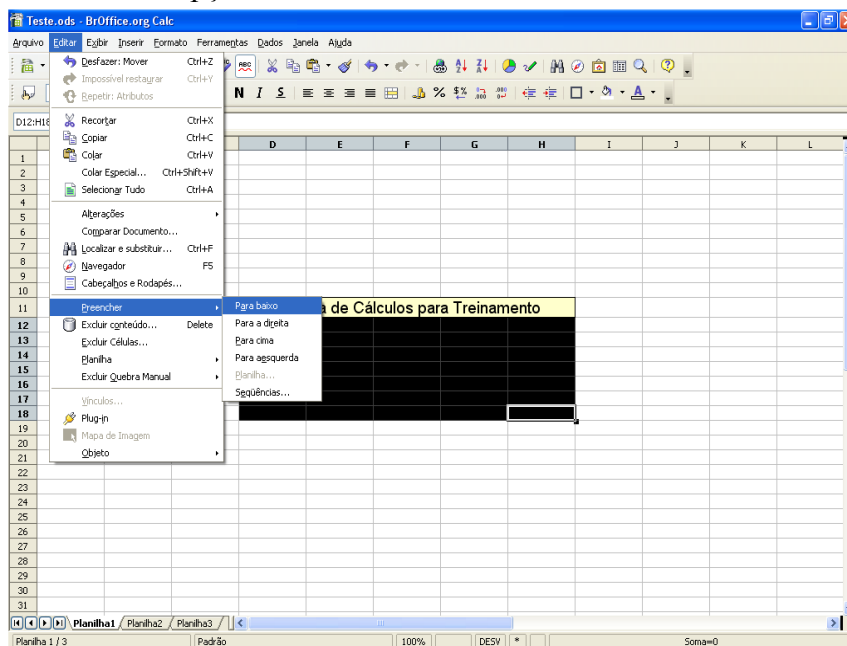 Teste.ods - BrOffice.org Calc
Arquivo Editar Exibir Inserir Formato Ferramentas Dados Janela Ajuda
Desfazer: Mover Ctrl+Z
Impossível restaurar Ctrl+Y
Repetir: Atributos
Recortar Ctrl+X
Copiar Ctrl+C
Colar Ctrl+V
Colar Especial... Ctrl+Shift+V
Selecionar Tudo Ctrl+A
Alterações
Comparar Documento...
Localizar e substituir... Ctrl+F
Navegador F5
Cabeçalhos e Rodapés...
Preencher
Excluir conteúdo... Delete
Excluir Células...
Planilha
Excluir Quebra Manual
Vínculos...
Plug-in
Mapa de Imagem
Objeto
Para baixo
Para a direita
Para cima
Para aesquerda
Planilha...
Seqüências...
ABC
N I S
%
D12:H18
D E F G H I J K L
1
2
3
4
5
6
7
8
9
10
11 de Cálculos para Treinamento
12
13
14
15
16
17
18
19
20
21
22
23
24
25
26
27
28
29
30
31
Planilha1 Planilha2 Planilha3
Planilha 1 / 3 Padrão 100% DESV * Soma=0